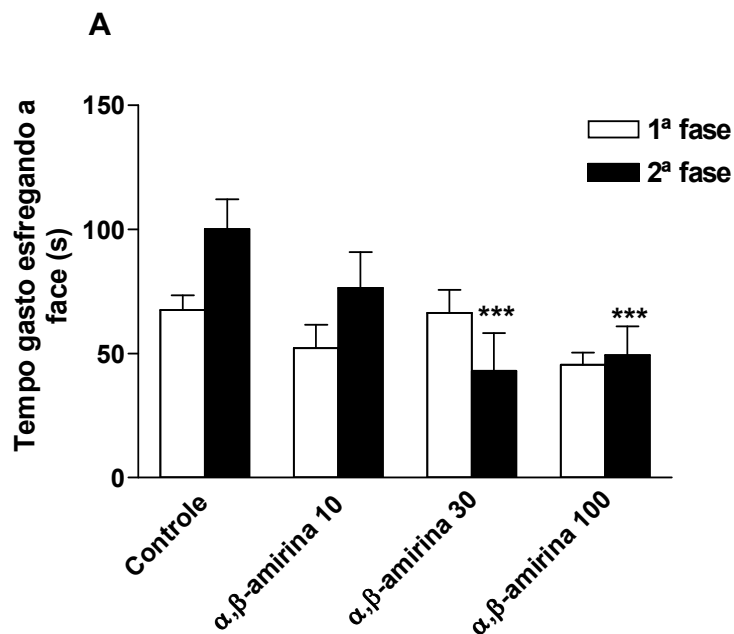 A
150
100
50
0
Tempo gasto esfregando a
face (s)
1ª fase
2ª fase
***
***
Controle
α,β-amirina 10
α,β-amirina 30
α,β-amirina 100